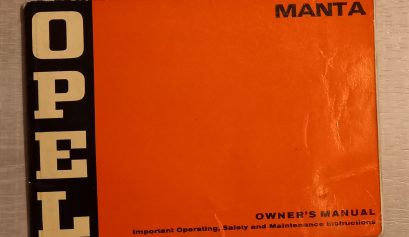 OPEL
MANTA
OWNER'S MANUAL
Important Operating, Safety and Maintenance Instructions